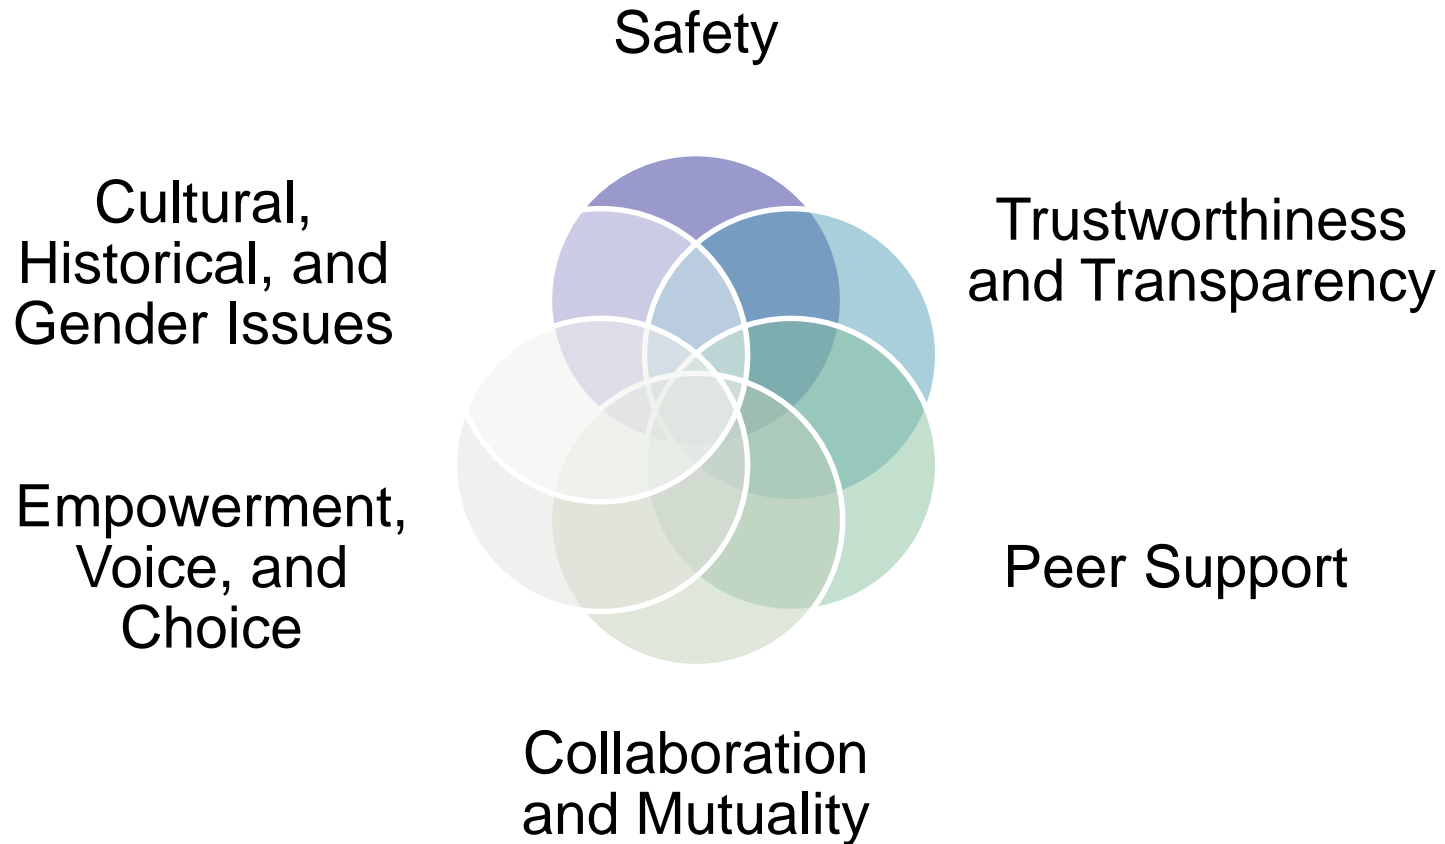 Safety
Trustworthiness
and Transparency
Peer Support
Collaboration
and Mutuality
Empowerment,
Voice, and
Choice
Cultural,
Historical, and
Gender Issues